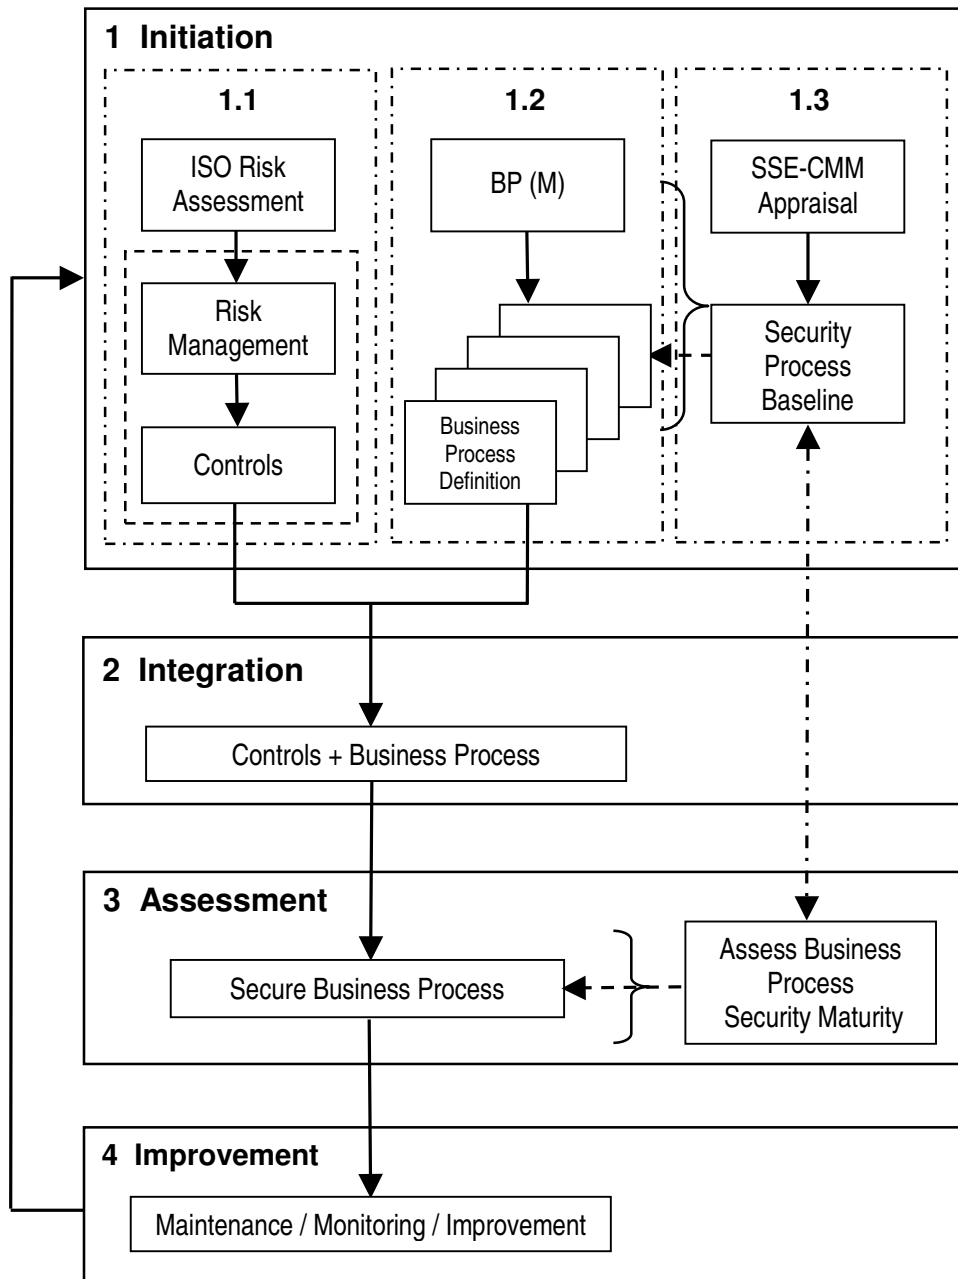 1 Initiation
1.1
ISO Risk
Assessment
Risk
Management
Controls
1.2
BP (M)
Business
Process
Definition
1.3
SSE-CMM
Appraisal
Security
Process
Baseline
2 Integration
Controls + Business Process
3 Assessment
Secure Business Process
Assess Business
Process
Security Maturity
4 Improvement
Maintenance / Monitoring / Improvement